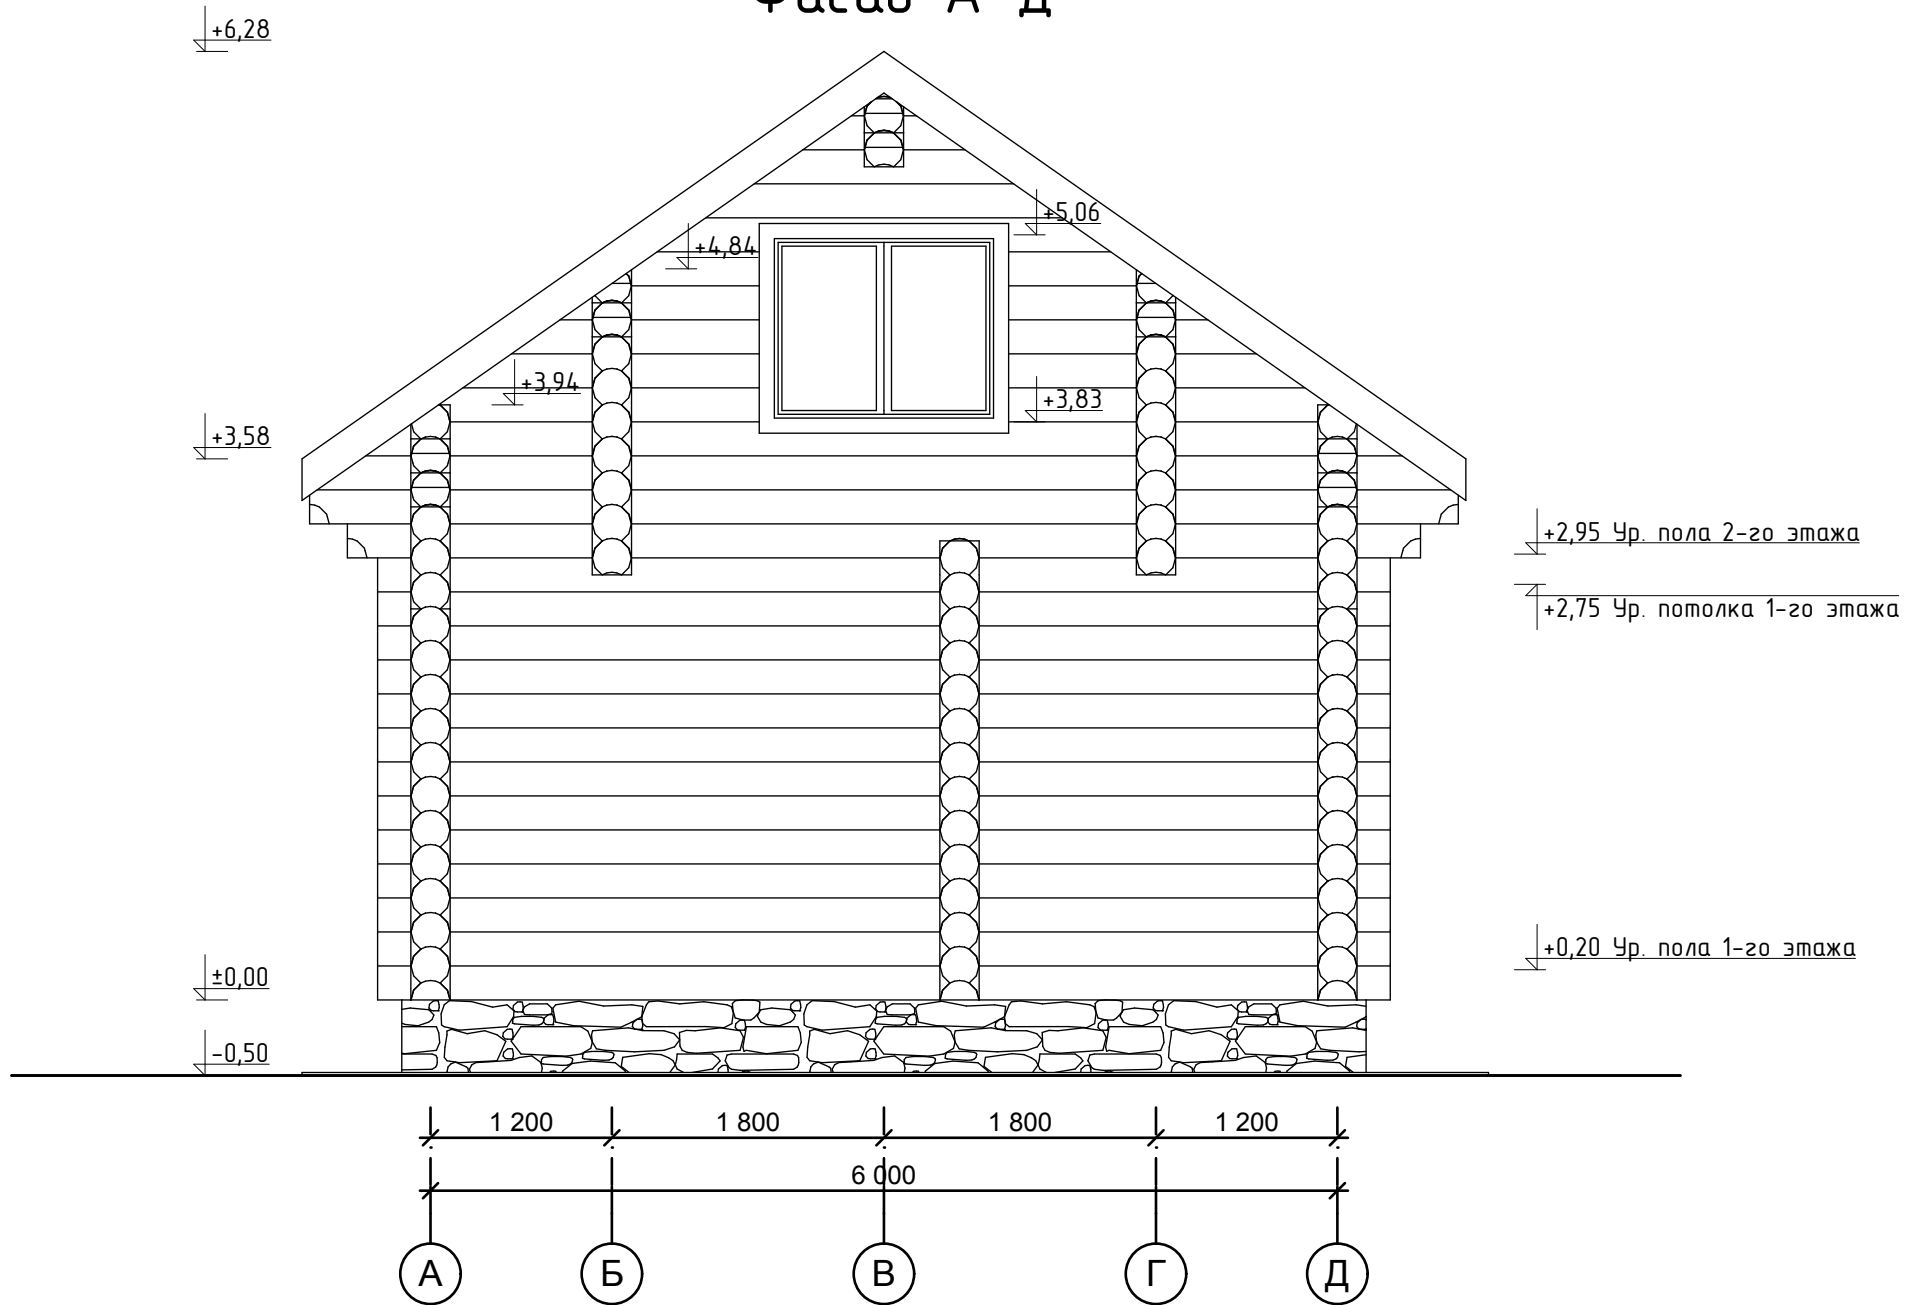 Фасад А-Д
+6,28
+5,06
+4,84
+3,94
+3,83
+3,58
+2,95 Ур. пола 2-го этажа
+2,75 Ур. потолка 1-го этажа
+0,20 Ур. пола 1-го этажа
±0,00
-0,50
1 200 1 800 1 800 1 200
6 000
А Б В Г Д